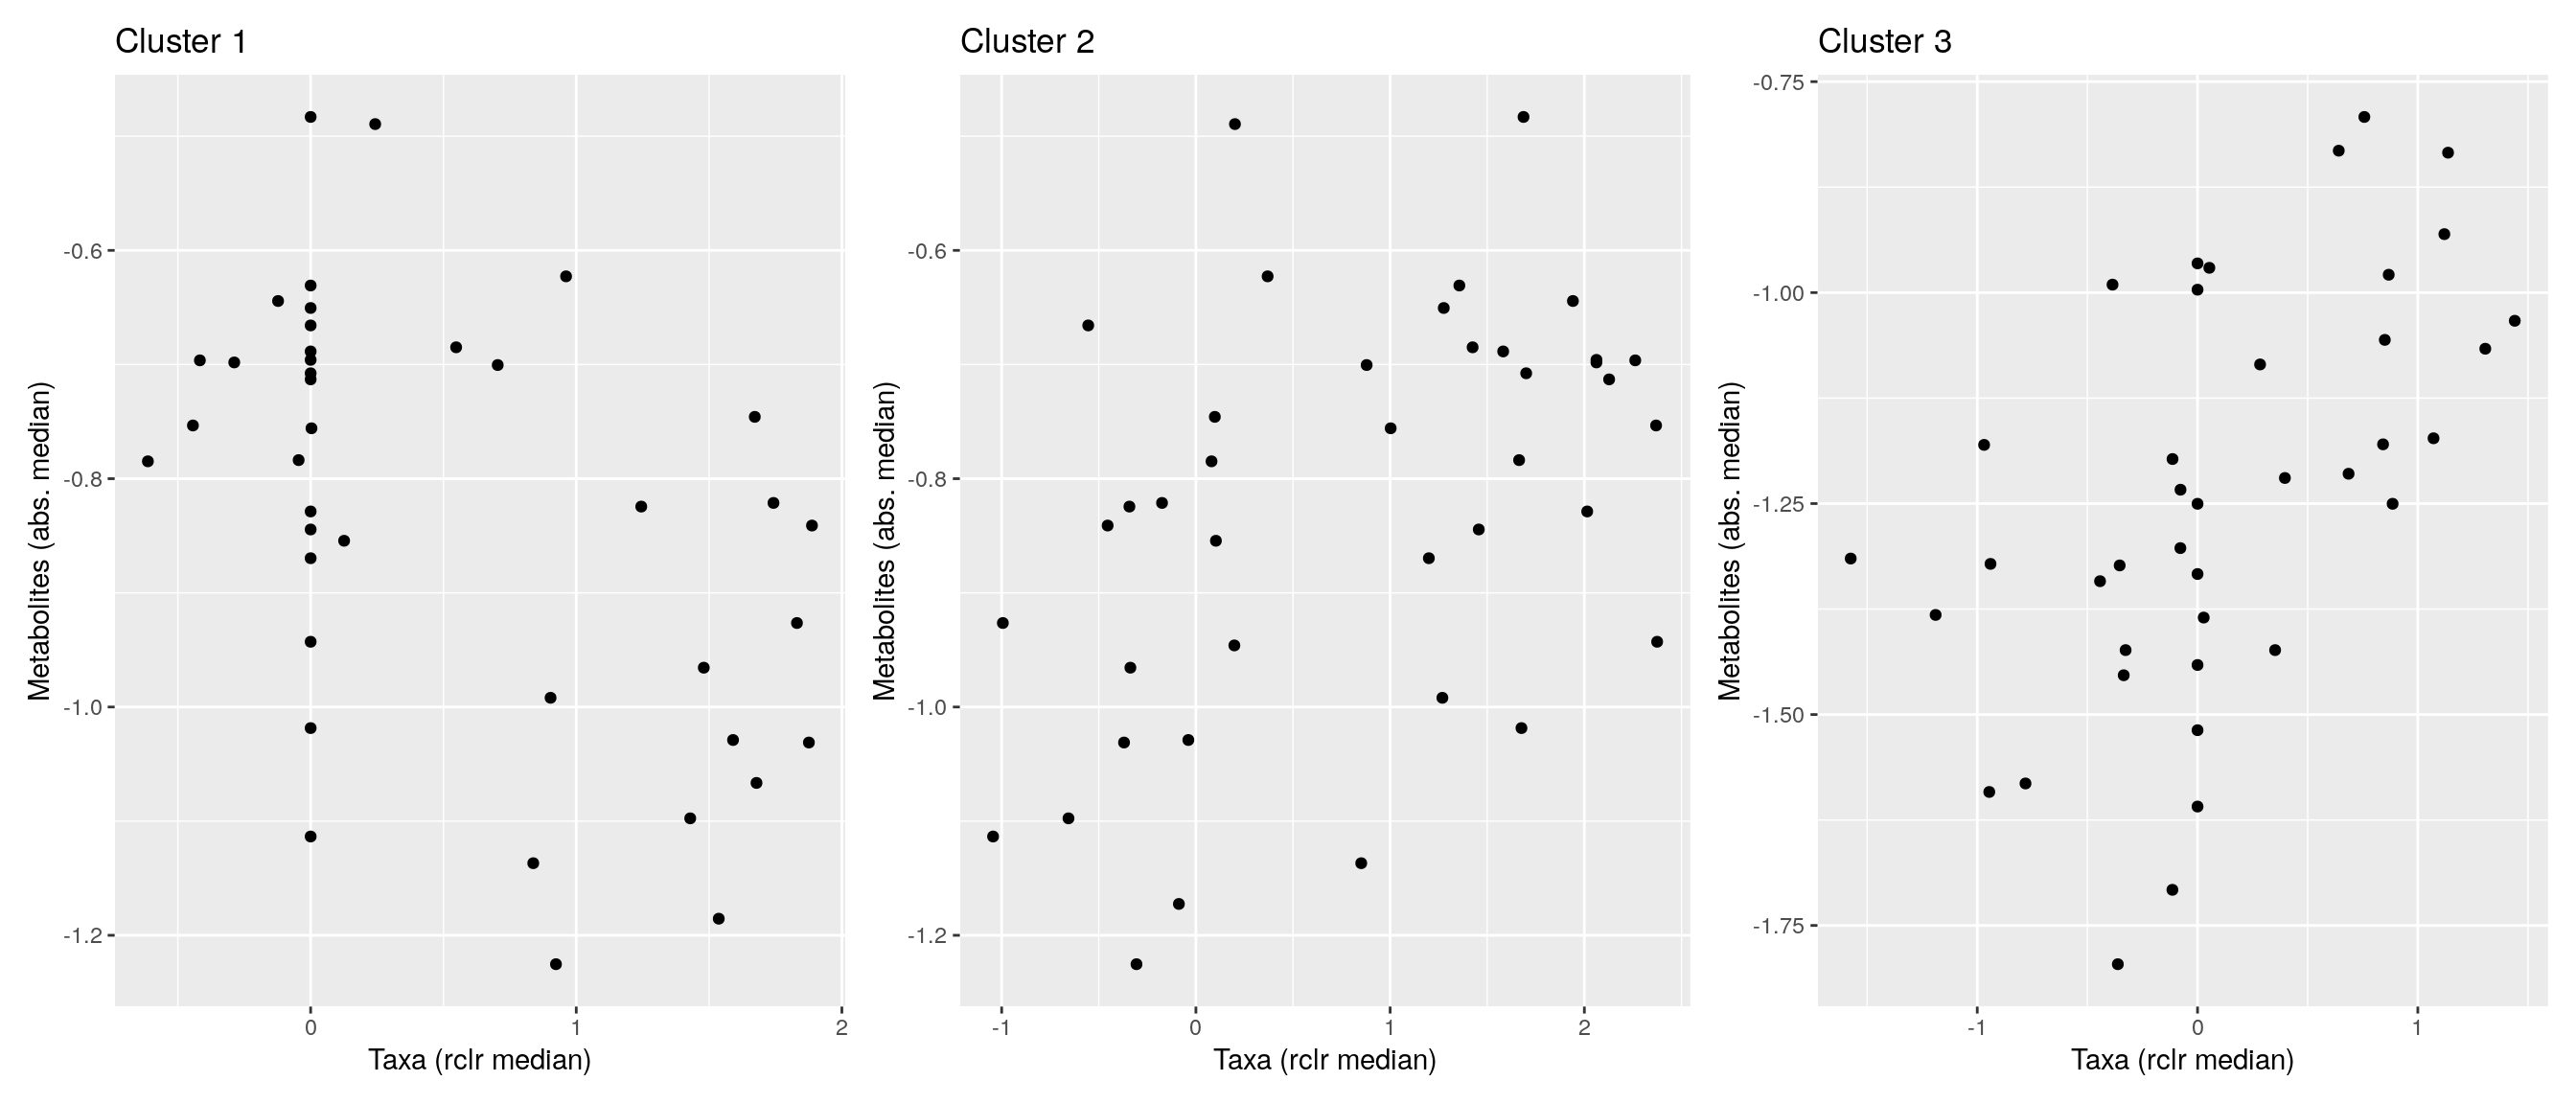 Cluster 1
Metabolites (abs. median)
-0.6
-0.8
-1.0
-1.2
0
1
2
Taxa (rclr median)
Cluster 2
Metabolites (abs. median)
-0.6
-0.8
-1.0
-1.2
-1
0
1
2
Taxa (rclr median)
Cluster 3
Metabolites (abs. median)
-0.75
-1.00
-1.25
-1.50
-1.75
-1
0
1
Taxa (rclr median)